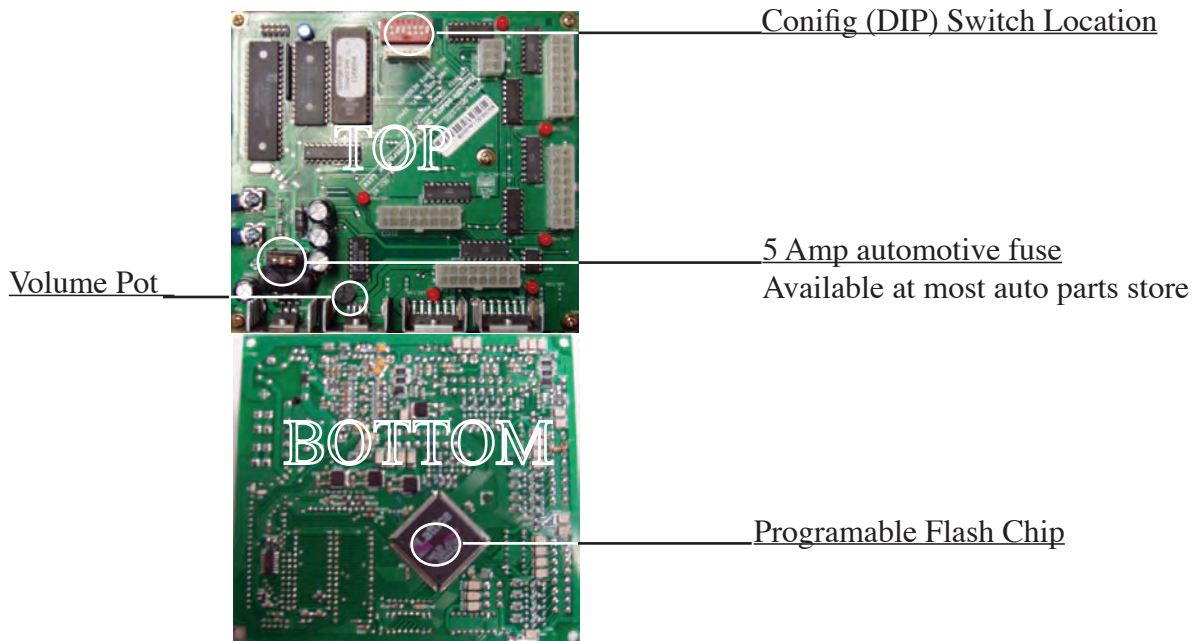 Conifig (DIP) Switch Location
TOP
5 Amp automotive fuse
Available at most auto parts store
Volume Pot
BOTTOM
Programable Flash Chip